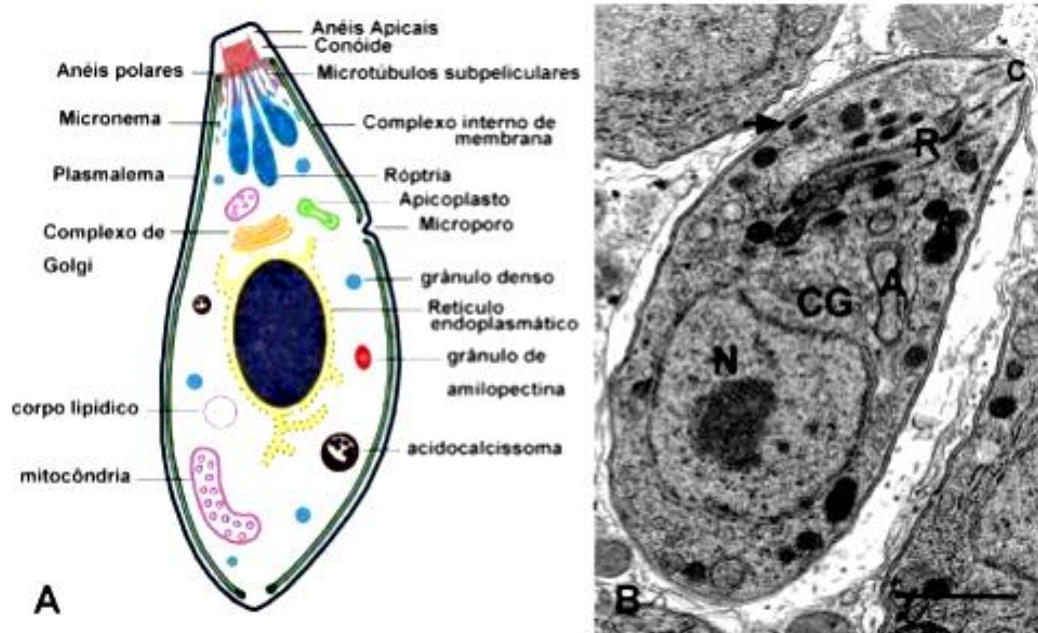 Anéis Apicais
Conóide
Anéis polares
Microtúbulos subpeliculares
Micronema
Complexo interno de
membrana
Plasmalema
Róptria
Apicoplasto
Microporo
Complexo de
Golgi
grânulo denso
Retículo
endoplasmático
grânulo de
amilopectina
corpo lipídico
acidocalcissoma
mitocôndria
A
C
R
A
CG
N
B